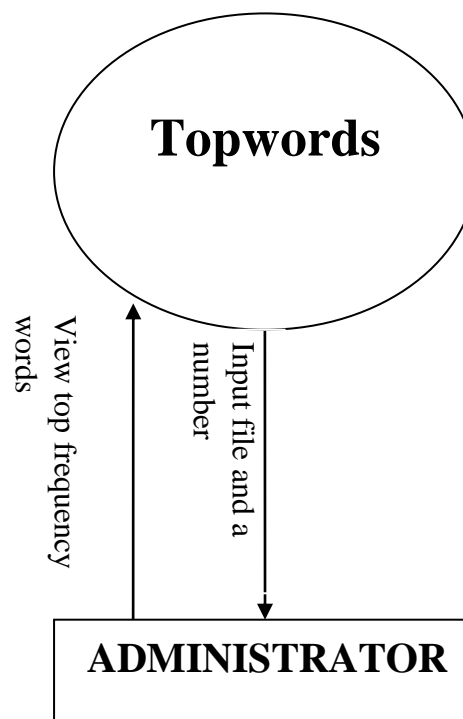 Topwords
View top frequency
words
Input file and a
number
ADMINISTRATOR